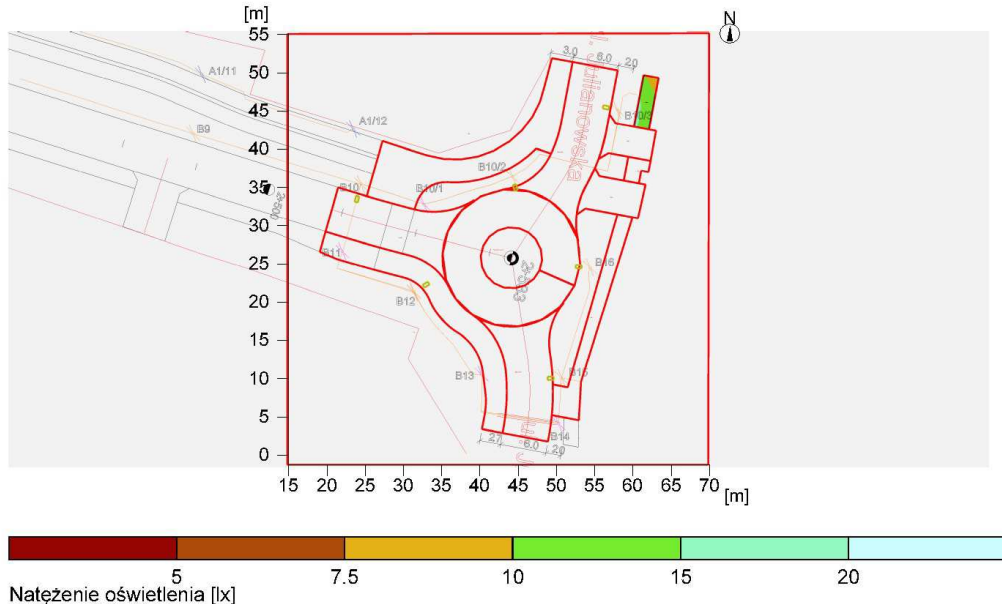 [m]
N
55
50
45
40
35
30
25
20
15
10
5
0
3.0 6.0 2.0
ul. Julianowska
A1/11
A1/12
B9
B10/3
B10/2
B10
B10/1
B11
B16
B12
B13
B15
B14
2.7 6.0 2.0
15 20 25 30 35 40 45 50 55 60 65 70
[m]
5 7.5 10 15 20
Natężenie oświetlenia [lx]